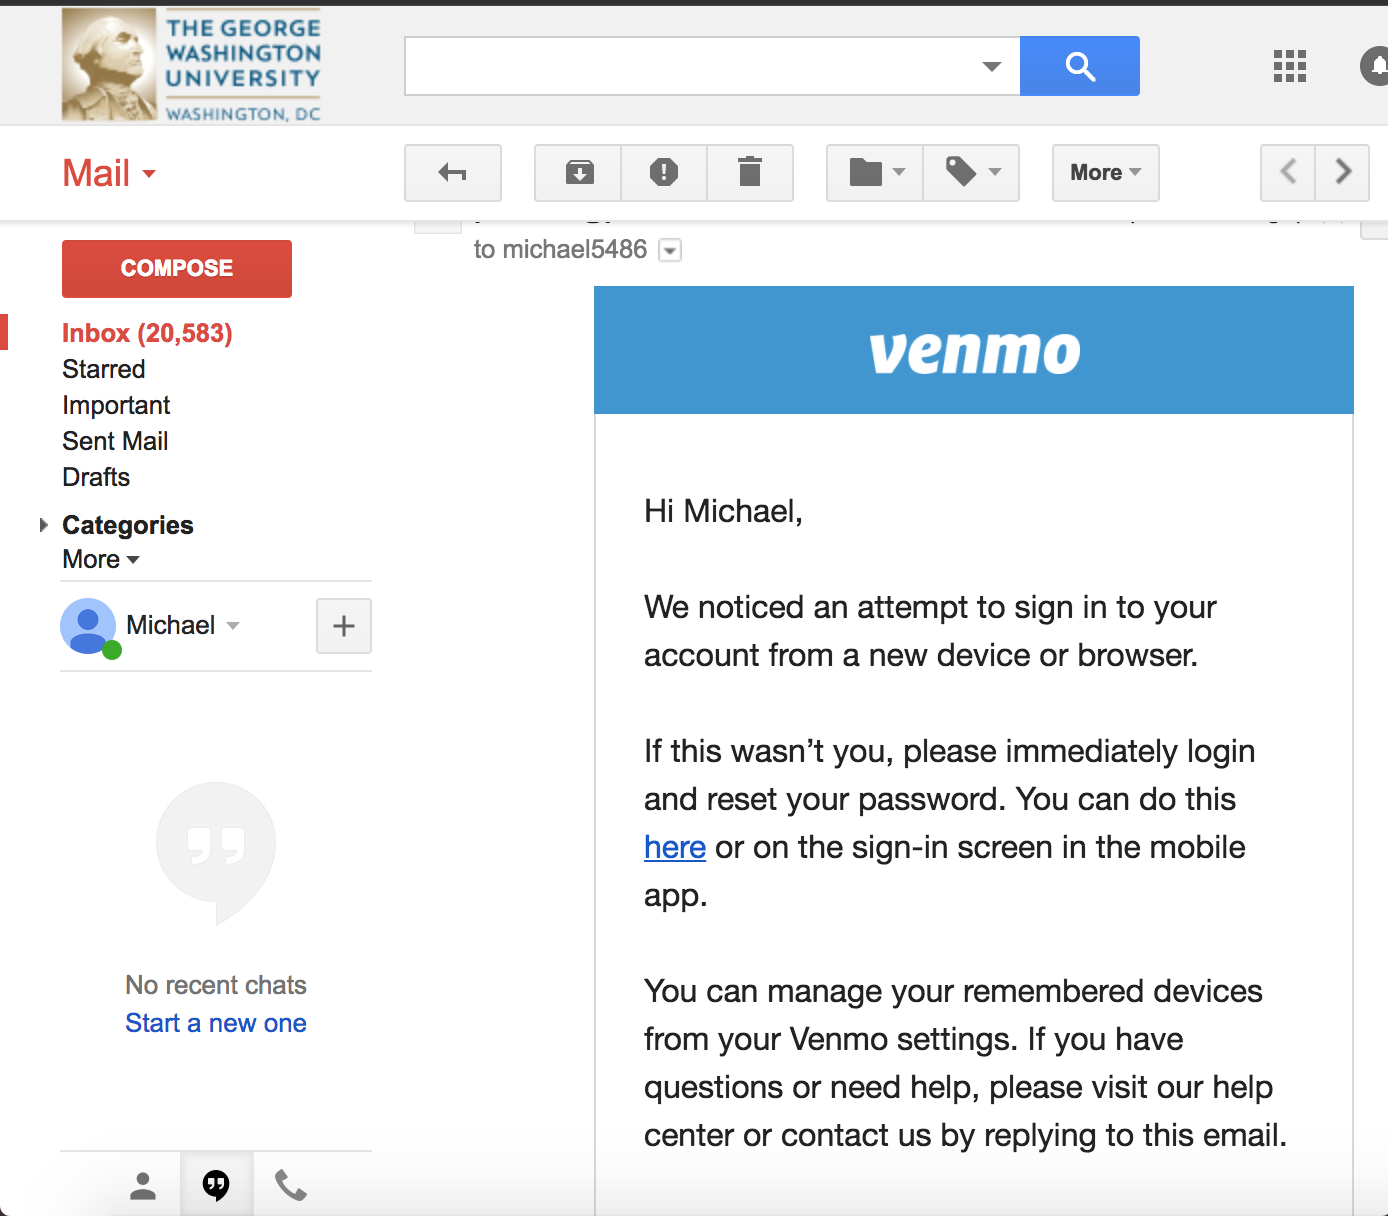 THE GEORGE
WASHINGTON
UNIVERSITY
WASHINGTON, DC
Mail
More
COMPOSE
Inbox (20,583)
Starred
Important
Sent Mail
Drafts
Categories
More
Michael
No recent chats
Start a new one
to michael5486
venmo
Hi Michael,
We noticed an attempt to sign in to your
account from a new device or browser.
If this wasn’t you, please immediately login
and reset your password. You can do this
here or on the sign-in screen in the mobile
app.
You can manage your remembered devices
from your Venmo settings. If you have
questions or need help, please visit our help
center or contact us by replying to this email.